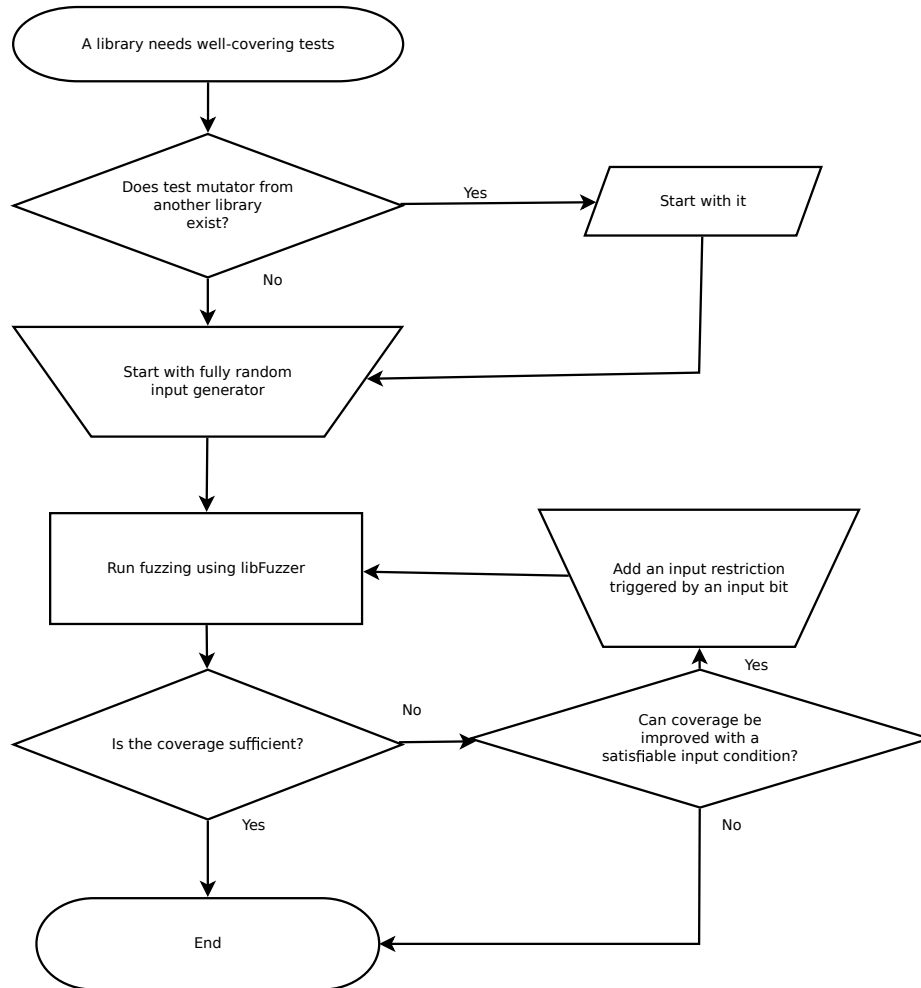 A library needs well-covering tests
Does test mutator from
another library
exist?
Yes
Start with it
No
Start with fully random
input generator
Run fuzzing using libFuzzer
Add an input restriction
triggered by an input bit
Yes
Is the coverage sufficient?
No
Can coverage be
improved with a
satisfiable input condition?
Yes
No
End